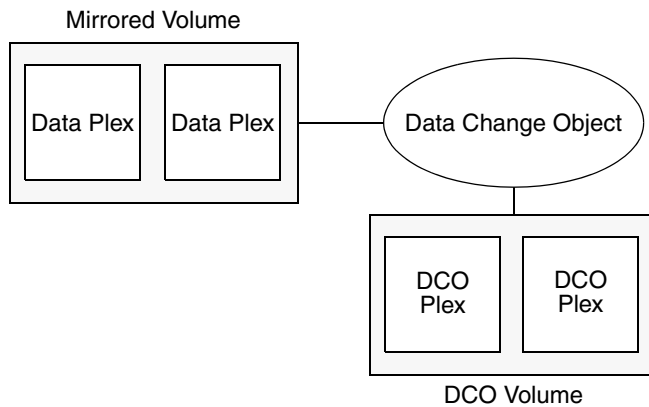 Mirrored Volume
Data Plex
Data Plex
Data Change Object
DCO
Plex
DCO
Plex
DCO Volume